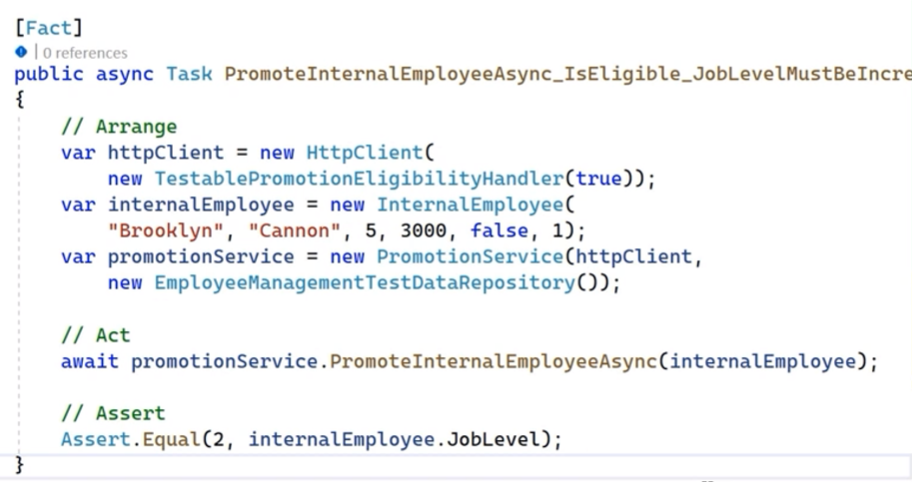 [Fact]
| 0 references
public async Task PromoteInternalEmployeeAsync_IsEligible_JobLevelMustBeIncre
{
// Arrange
var httpClient = new HttpClient(
new TestablePromotionEligibilityHandler(true));
var internalEmployee = new InternalEmployee(
"Brooklyn", "Cannon", 5, 3000, false, 1);
var promotionService = new PromotionService(httpClient,
new EmployeeManagementTestDataRepository());
// Act
await promotionService.PromoteInternalEmployeeAsync(internalEmployee);
// Assert
Assert.Equal(2, internalEmployee.JobLevel);
}